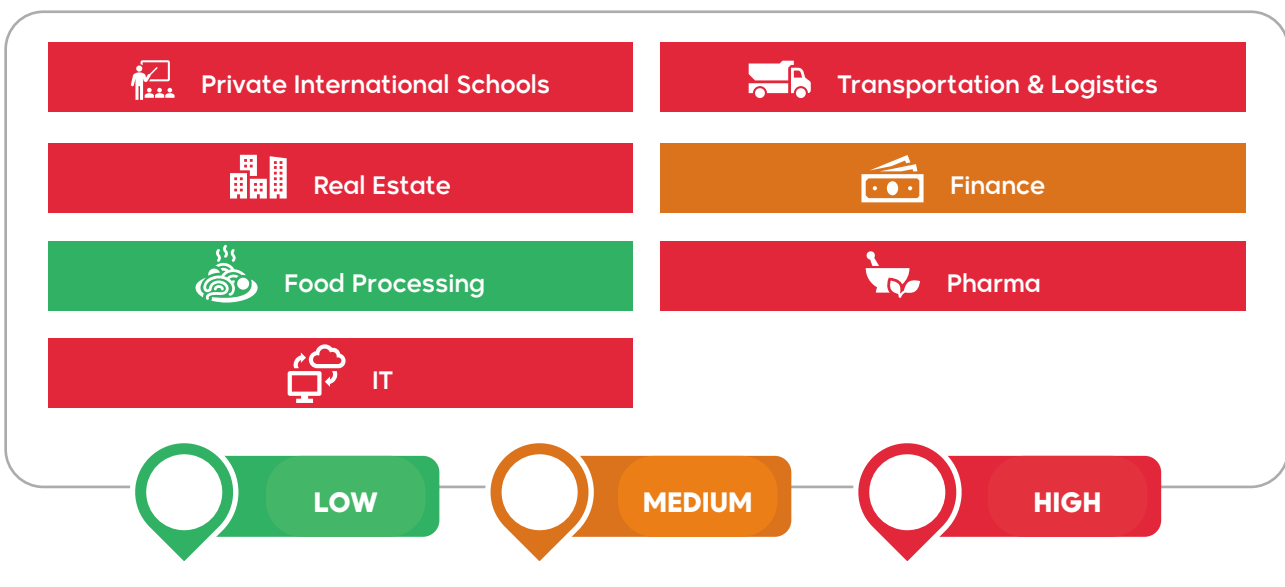 Private International Schools
Transportation & Logistics
Real Estate
Finance
Food Processing
Pharma
IT
LOW
MEDIUM
HIGH